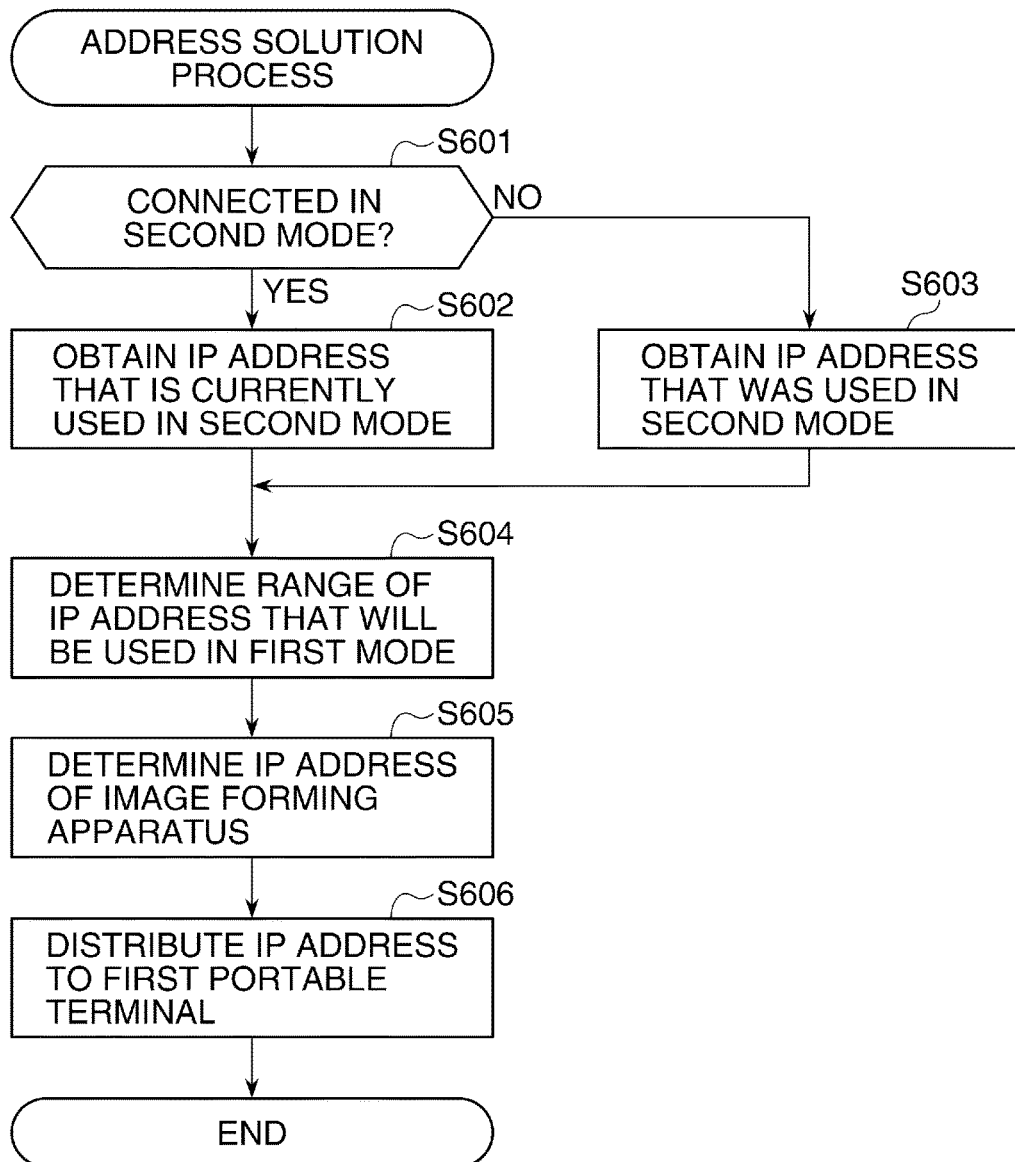 ADDRESS SOLUTION
PROCESS
S601
CONNECTED IN
SECOND MODE?
NO
YES
S602
OBTAIN IP ADDRESS
THAT IS CURRENTLY
USED IN SECOND MODE
S603
OBTAIN IP ADDRESS
THAT WAS USED IN
SECOND MODE
S604
DETERMINE RANGE OF
IP ADDRESS THAT WILL
BE USED IN FIRST MODE
S605
DETERMINE IP ADDRESS
OF IMAGE FORMING
APPARATUS
S606
DISTRIBUTE IP ADDRESS
TO FIRST PORTABLE
TERMINAL
END